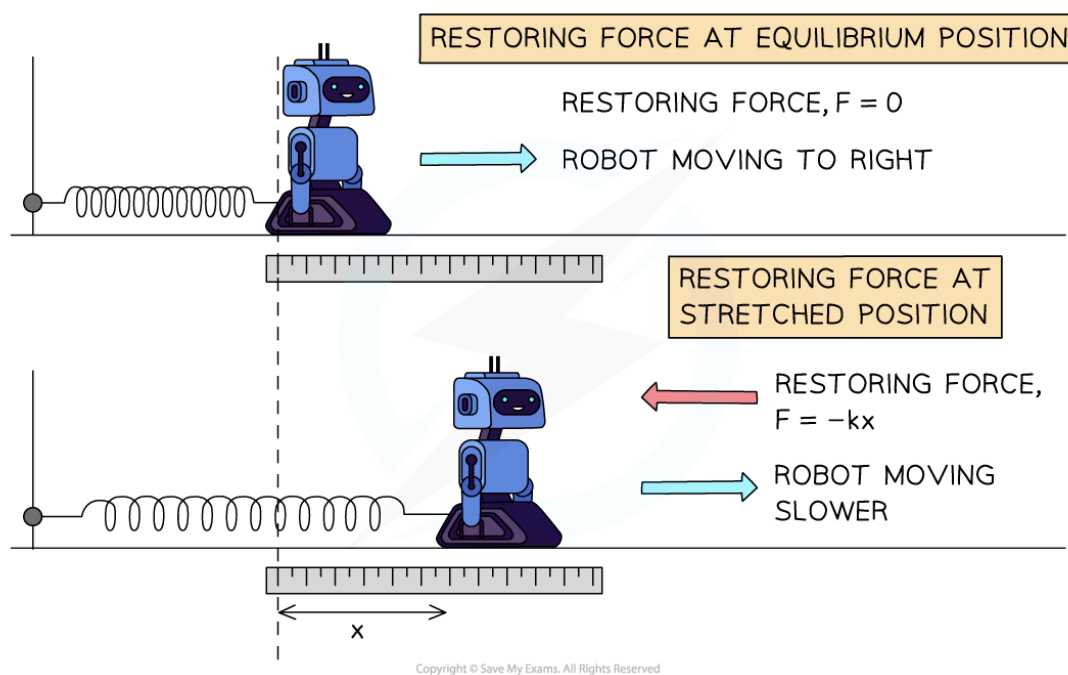 RESTORING FORCE AT EQUILIBRIUM POSITION
RESTORING FORCE, F = 0
ROBOT MOVING TO RIGHT
RESTORING FORCE AT
STRETCHED POSITION
RESTORING FORCE,
F = −kx
ROBOT MOVING
SLOWER
x
Copyright © Save My Exams. All Rights Reserved